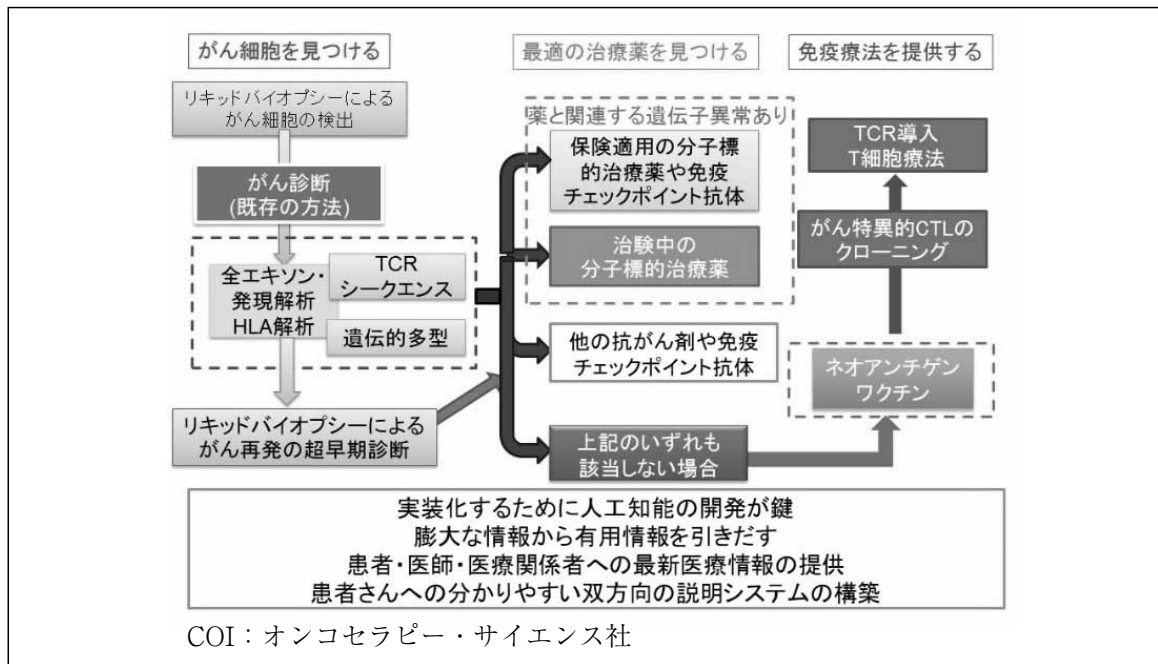 がん細胞を見つける
リキッドバイオプシーによる
がん細胞の検出
がん診断
(既存の方法)
全エキソン・
発現解析
HLA解析
TCR
シークエンス
遺伝的多型
リキッドバイオプシーによる
がん再発の超早期診断
最適の治療薬を見つける
薬と関連する遺伝子異常あり
保険適用の分子標
的治療薬や免疫
チェックポイント抗体
治験中の
分子標的治療薬
他の抗がん剤や免疫
チェックポイント抗体
上記のいずれも
該当しない場合
免疫療法を提供する
TCR導入
T細胞療法
がん特異的CTLの
クローニング
ネオアンチゲン
ワクチン
実装化するために人工知能の開発が鍵
膨大な情報から有用情報を引きだす
患者・医師・医療関係者への最新医療情報の提供
患者さんへの分かりやすい双方向の説明システムの構築
COI：オンコセラピー・サイエンス社